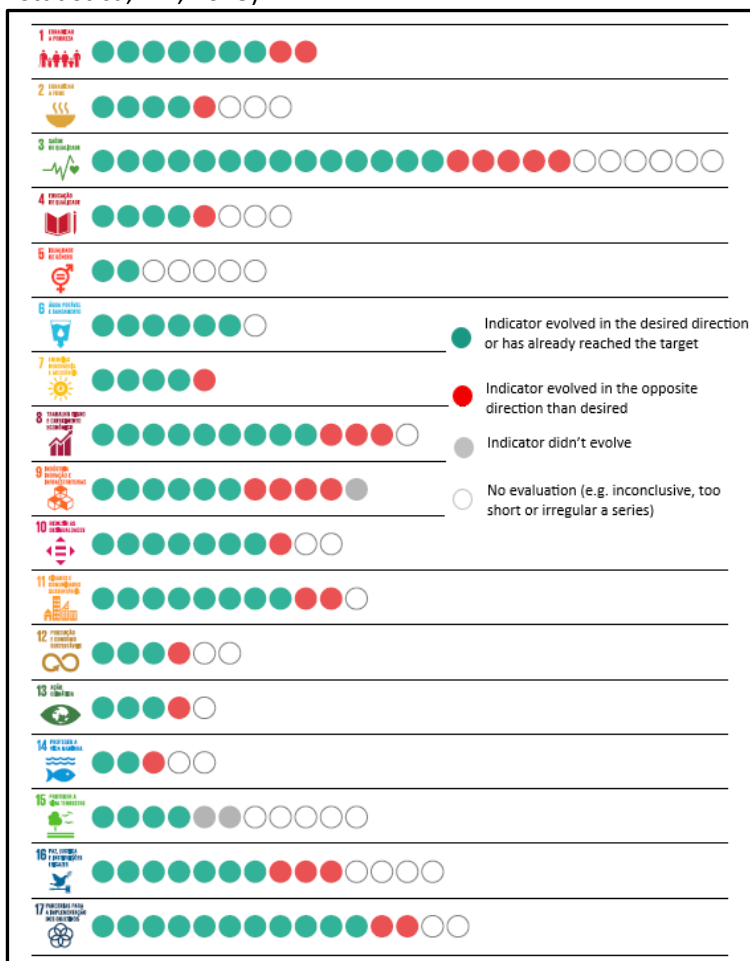 1 ERRADICAR
A POBREZA
2 ERRADICAR
A FOME
3 SAÚDE
DE QUALIDADE
4 EDUCAÇÃO
DE QUALIDADE
5 IGUALDADE
DE GÉNERO
6 ÁGUA POTÁVEL
E SANEAMENTO
Indicator evolved in the desired direction
or has already reached the target
7 ENERGIAS
RENOVÁVEIS
E ACESSÍVEIS
Indicator evolved in the opposite
direction than desired
8 TRABALHO DIGNO
E CRESCIMENTO
ECONÓMICO
Indicator didn't evolve
9 INDÚSTRIA,
INOVAÇÃO E
INFRAESTRUTURAS
No evaluation (e.g. inconclusive, too
short or irregular a series)
10 REDUZIR AS
DESIGUALDADES
11 CIDADES E
COMUNIDADES
SUSTENTÁVEIS
12 PRODUÇÃO
E CONSUMO
SUSTENTÁVEIS
13 AÇÃO
CLIMÁTICA
14 PROTEGER A
VIDA MARINHA
15 PROTEGER A
VIDA TERRESTRE
16 PAZ, JUSTIÇA
E INSTITUIÇÕES
EFICAZES
17 PARCERIAS PARA
A IMPLEMENTAÇÃO
DOS OBJETIVOS